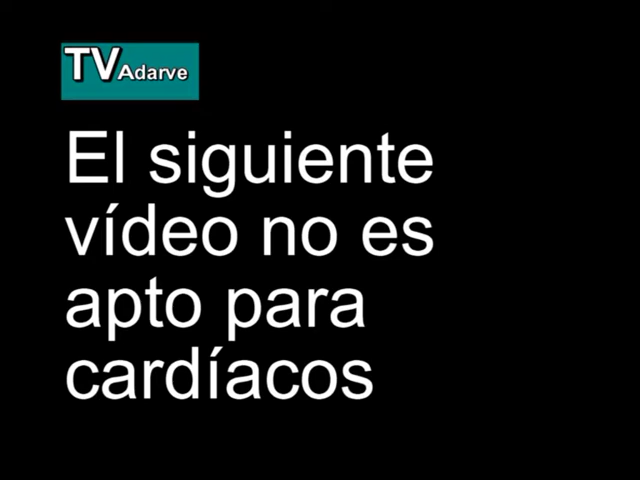 TV Adarve
El siguiente
vídeo no es
apto para
cardíacos